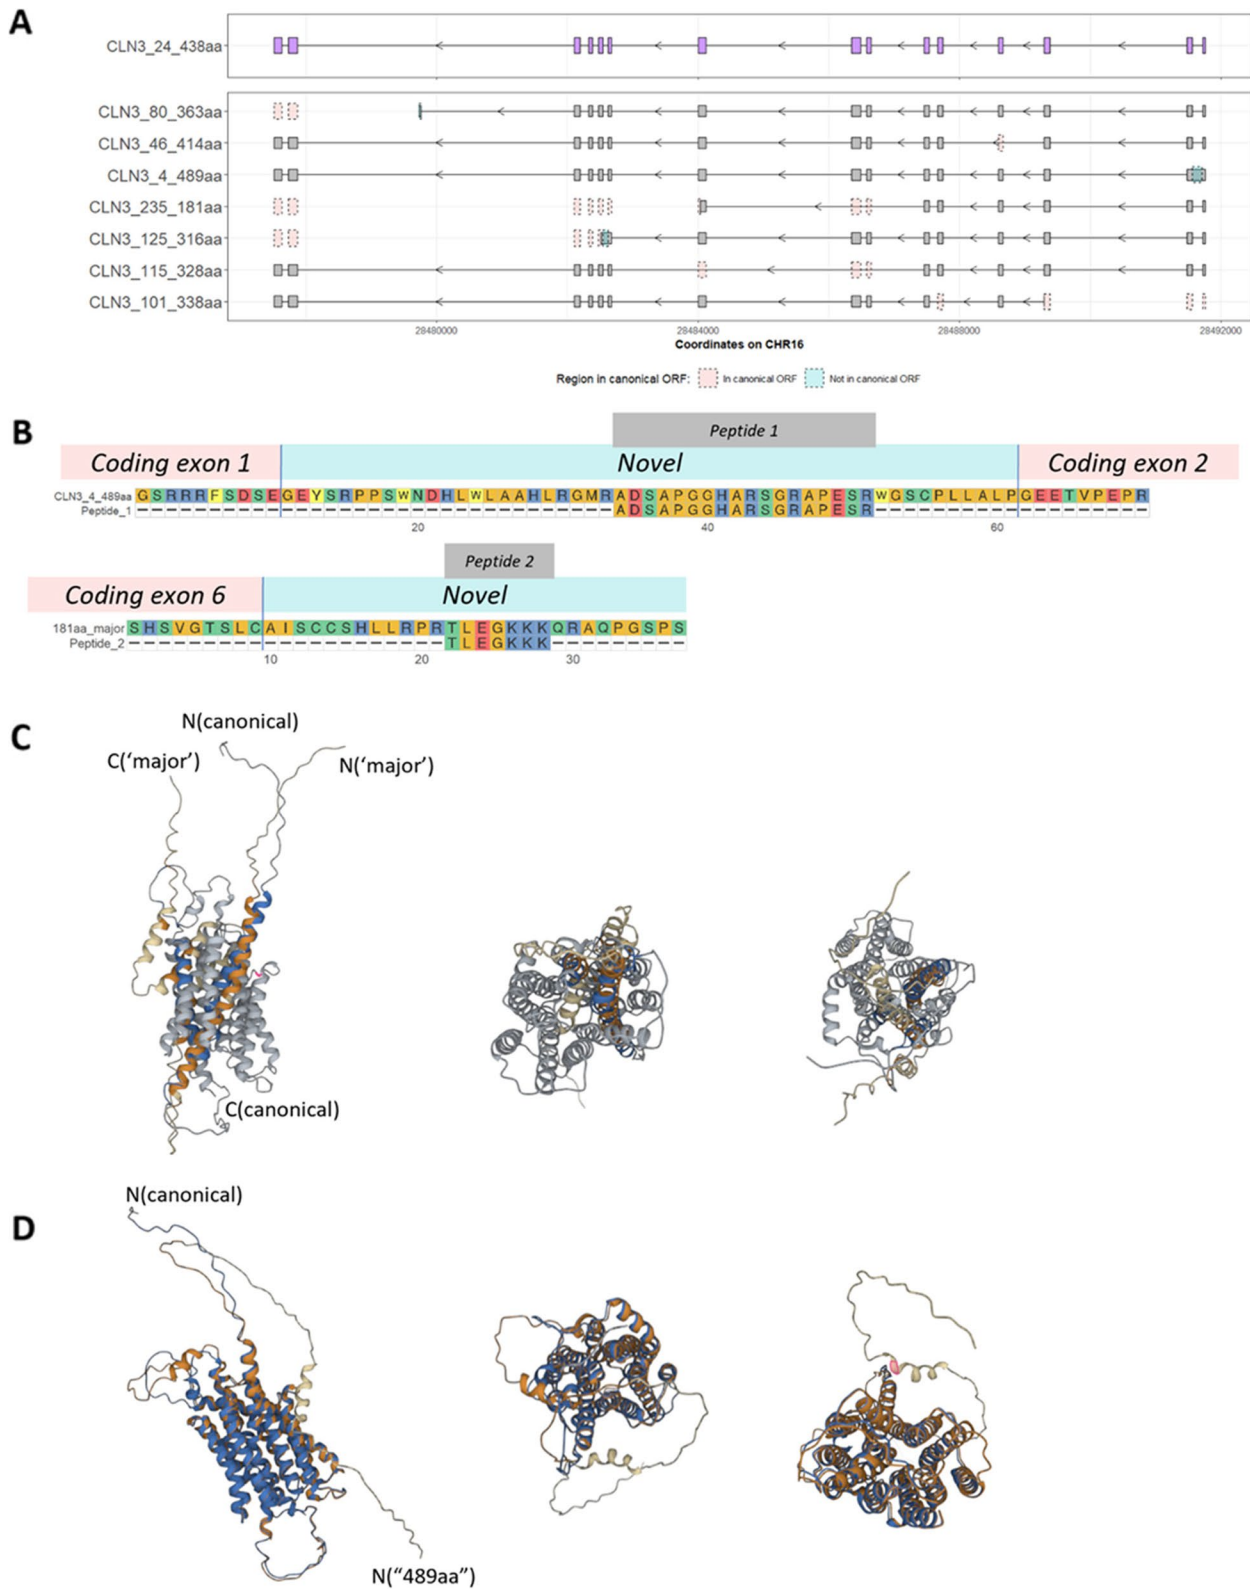 A
CLN3_24_438aa
CLN3_80_363aa
CLN3_46_414aa
CLN3_4_489aa
CLN3_235_181aa
CLN3_125_316aa
CLN3_115_328aa
CLN3_101_338aa
28480000 28484000 28488000 28492000
Coordinates on CHR16
Region in canonical ORF: In canonical ORF Not in canonical ORF
B
Peptide 1
Coding exon 1 Novel Coding exon 2
CLN3_4_489aa GSRRRFSDSEGEYSRPPSWNDHLWLAAHLRGMRADSAPGGHARSGRAPESRWGSCPLLALPGEETVPEPR
Peptide_1 ADSAPGGHARSGRAPESR
20 40 60
Peptide 2
Coding exon 6 Novel
181aa_major SHSVGTSLCAISCCSHLLRPRTLEGKKKQRAQPGSPS
Peptide_2 TLEGKKK
10 20 30
C
N(canonical)
C('major')
N('major')
C(canonical)
D
N(canonical)
N("489aa")